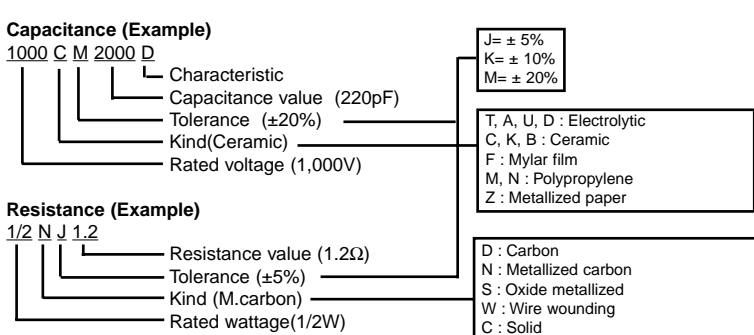 Capacitance (Example)
1000 C M 2000 D
Characteristic
Capacitance value (220pF)
Tolerance (±20%)
Kind(Ceramic)
Rated voltage (1,000V)
J= ± 5%
K= ± 10%
M= ± 20%
T, A, U, D : Electrolytic
C, K, B : Ceramic
F : Mylar film
M, N : Polypropylene
Z : Metallized paper
Resistance (Example)
1/2 N J 1.2
Resistance value (1.2Ω)
Tolerance (±5%)
Kind (M.carbon)
Rated wattage(1/2W)
D : Carbon
N : Metallized carbon
S : Oxide metallized
W : Wire wounding
C : Solid